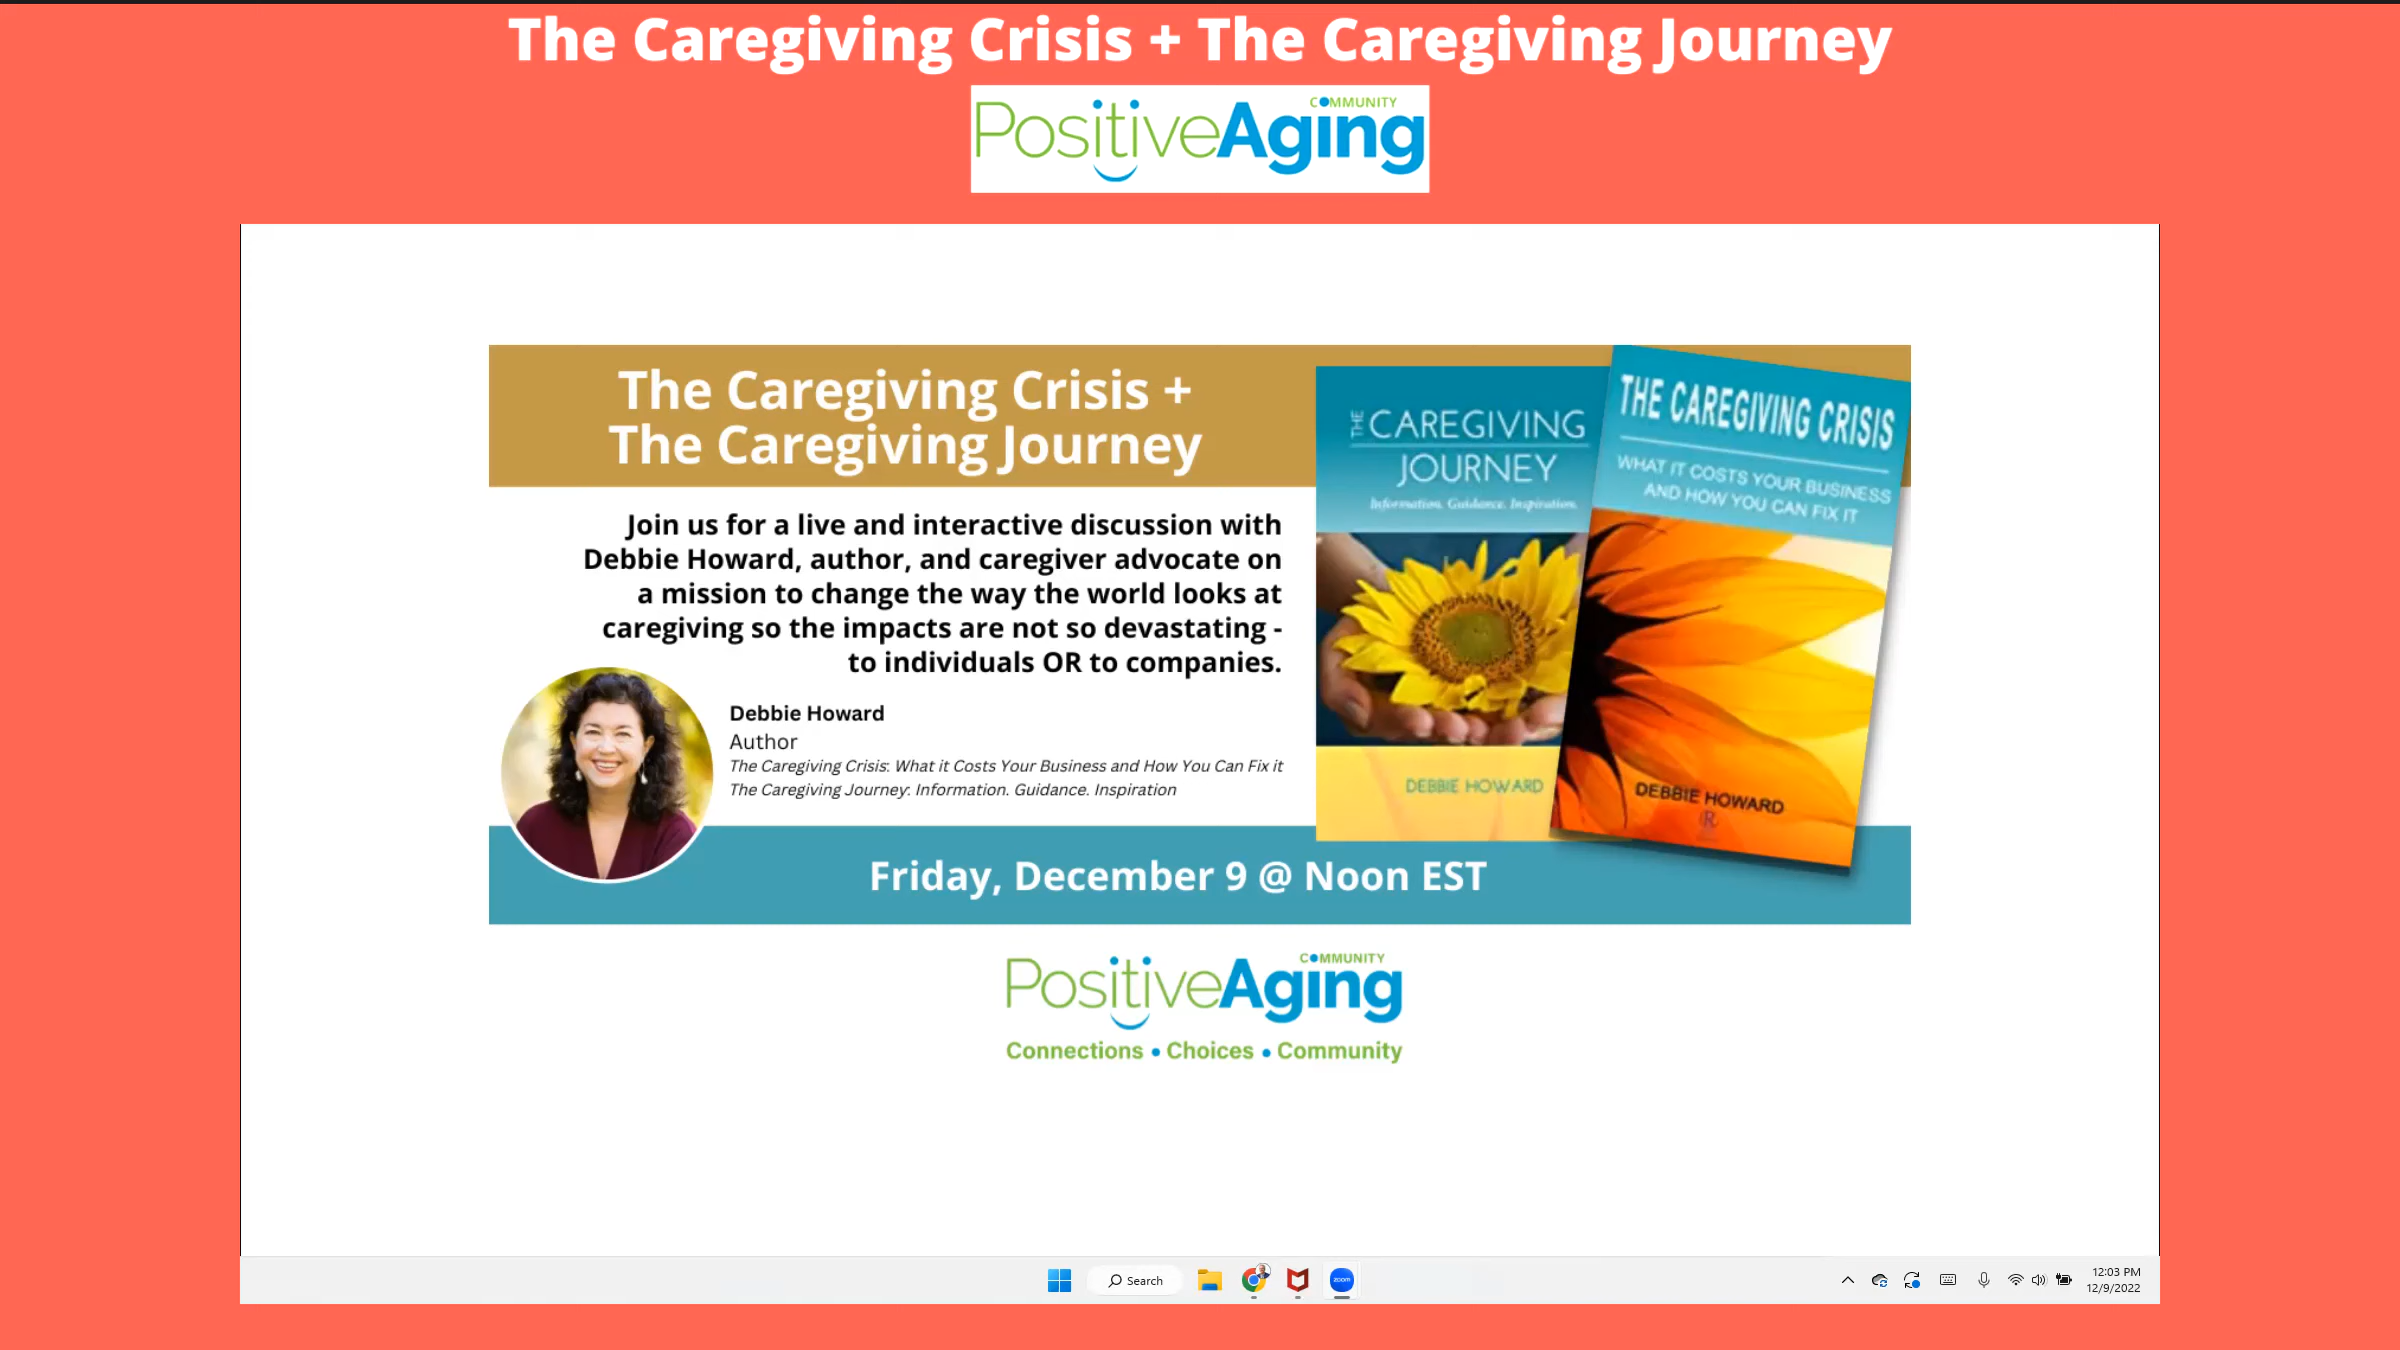 The Caregiving Crisis + The Caregiving Journey
COMMUNITY
PositiveAging
The Caregiving Crisis +
The Caregiving Journey
Join us for a live and interactive discussion with
Debbie Howard, author, and caregiver advocate on
a mission to change the way the world looks at
caregiving so the impacts are not so devastating -
to individuals OR to companies.
Debbie Howard
Author
The Caregiving Crisis: What it Costs Your Business and How You Can Fix it
The Caregiving Journey: Information. Guidance. Inspiration
THE CAREGIVING
JOURNEY
Information. Guidance. Inspiration.
DEBBIE HOWARD
THE CAREGIVING CRISIS
WHAT IT COSTS YOUR BUSINESS
AND HOW YOU CAN FIX IT
DEBBIE HOWARD
R
Friday, December 9 @ Noon EST
COMMUNITY
PositiveAging
Connections • Choices • Community
Search
zoom
12:03 PM
12/9/2022